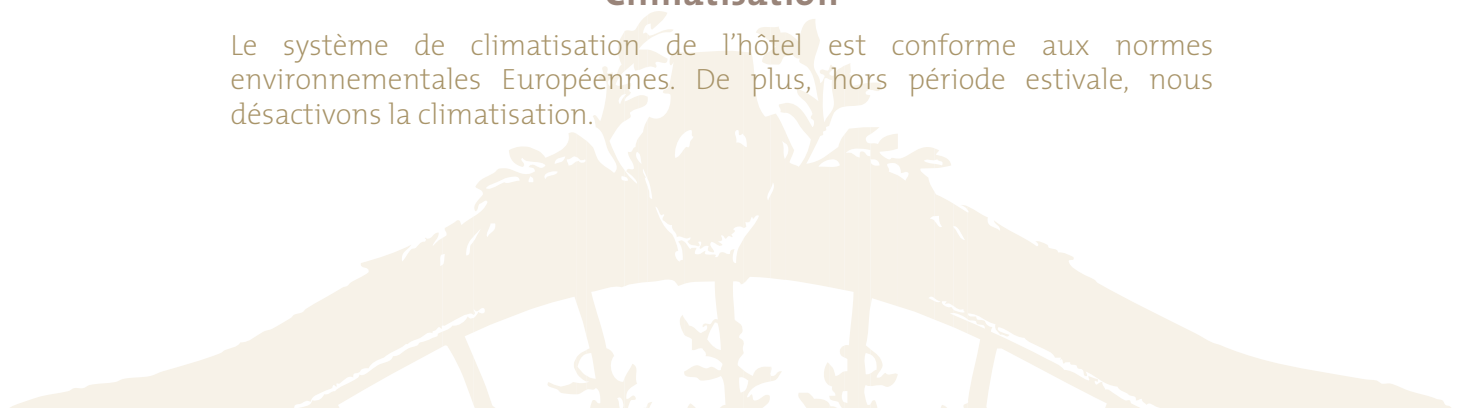 Climatisation
Le système de climatisation de l’hôtel est conforme aux normes
environnementales Européennes. De plus, hors période estivale, nous
désactivons la climatisation.